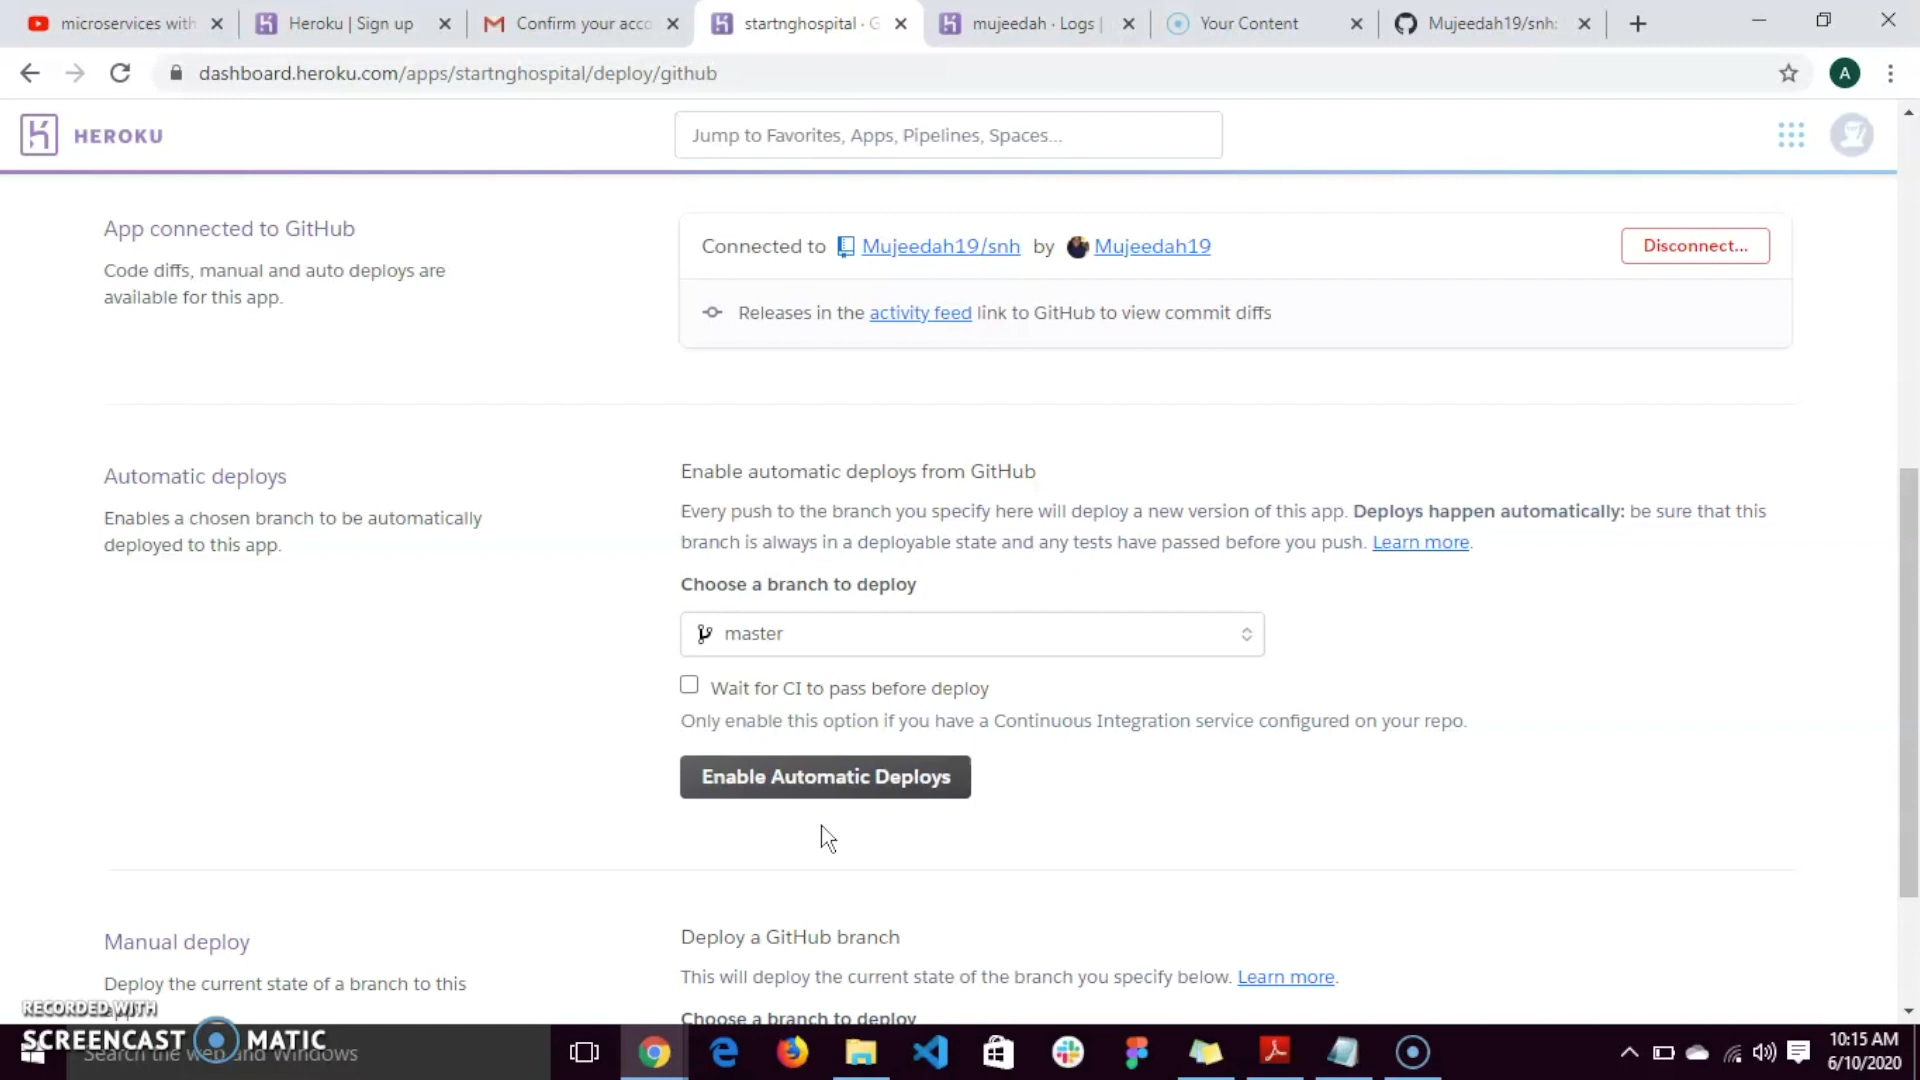 microservices with
Heroku | Sign up
Confirm your acco
startnghospital · G
mujeedah · Logs |
Your Content
Mujeedah19/snh:
dashboard.heroku.com/apps/startnghospital/deploy/github
A
HEROKU
Jump to Favorites, Apps, Pipelines, Spaces...
App connected to GitHub
Code diffs, manual and auto deploys are
available for this app.
Connected to Mujeedah19/snh by Mujeedah19
Disconnect...
Releases in the activity feed link to GitHub to view commit diffs
Automatic deploys
Enables a chosen branch to be automatically
deployed to this app.
Enable automatic deploys from GitHub
Every push to the branch you specify here will deploy a new version of this app. Deploys happen automatically: be sure that this
branch is always in a deployable state and any tests have passed before you push. Learn more.
Choose a branch to deploy
master
Wait for CI to pass before deploy
Only enable this option if you have a Continuous Integration service configured on your repo.
Enable Automatic Deploys
Manual deploy
Deploy the current state of a branch to this
Deploy a GitHub branch
This will deploy the current state of the branch you specify below. Learn more.
Choose a branch to deploy
RECORDED WITH
SCREENCAST MATIC
Search the web and Windows
10:15 AM
6/10/2020